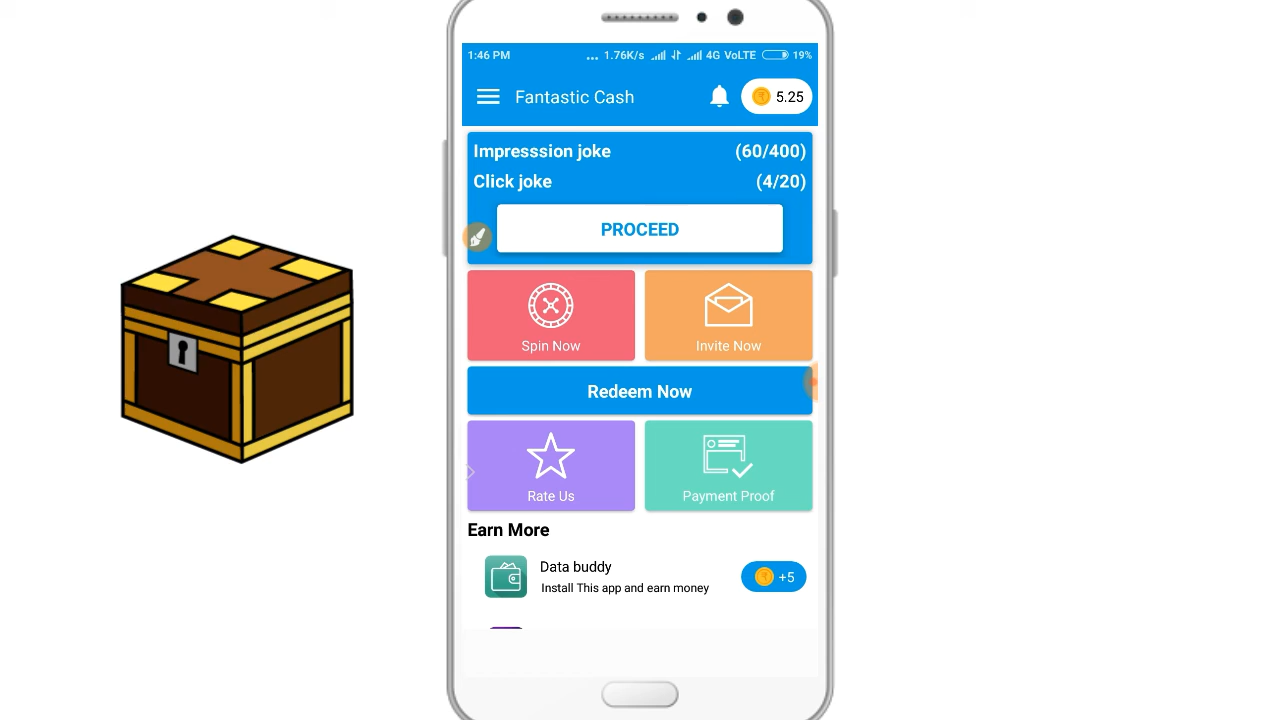 1:46 PM ... 1.76K/s 4G VoLTE 19%
Fantastic Cash 5.25
Impresssion joke (60/400)
Click joke (4/20)
PROCEED
Spin Now Invite Now
Redeem Now
Rate Us Payment Proof
Earn More
Data buddy
Install This app and earn money +5